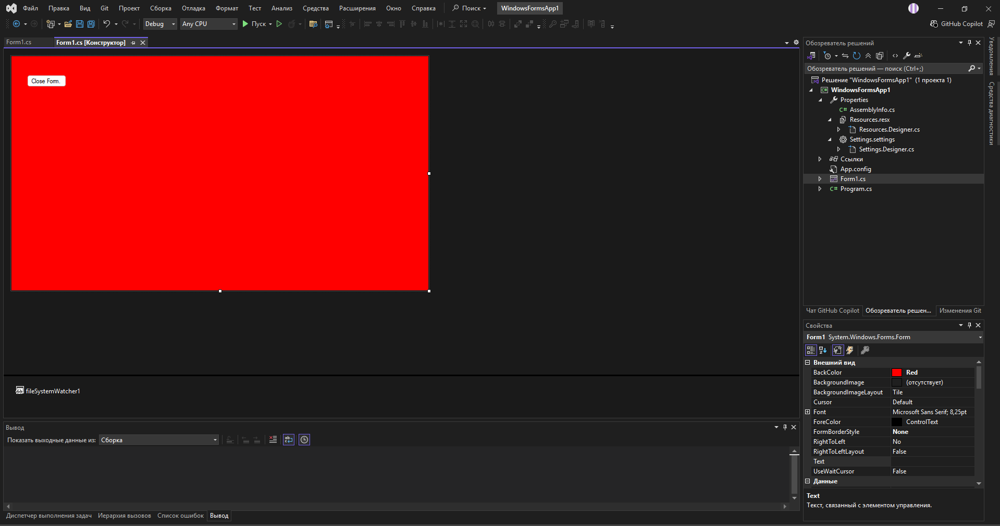 Файл Правка Вид Git Проект Сборка Отладка Формат Тест Анализ Средства Расширения Окно Справка Поиск WindowsFormsApp1
Debug Any CPU Пуск GitHub Copilot
Form1.cs Form1.cs [Конструктор]
Close Form.
fileSystemWatcher1
Вывод
Показать выходные данные из: Сборка
Диспетчер выполнения задач Иерархия вызовов Список ошибок Вывод
Обозреватель решений
Обозреватель решений — поиск (Ctrl+;)
Решение "WindowsFormsApp1" (1 проекта 1)
C# WindowsFormsApp1
Properties
C# AssemblyInfo.cs
Resources.resx
Resources.Designer.cs
Settings.settings
Settings.Designer.cs
Ссылки
App.config
Form1.cs
C# Program.cs
Чат GitHub Copilot Обозреватель решен... Изменения Git
Свойства
Form1 System.Windows.Forms.Form
Внешний вид
BackColor Red
BackgroundImage (отсутствует)
BackgroundImageLayout Tile
Cursor Default
Font Microsoft Sans Serif; 8,25pt
ForeColor ControlText
FormBorderStyle None
RightToLeft No
RightToLeftLayout False
Text
UseWaitCursor False
Данные
Text
Текст, связанный с элементом управления.
Уведомления
Средства диагностики